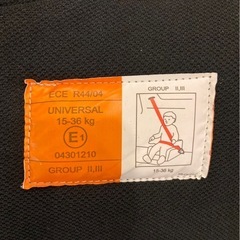 ECE R44/04
UNIVERSAL
15-36 kg
E1
04301210
GROUP II,III
GROUP II,III
15-36 kg